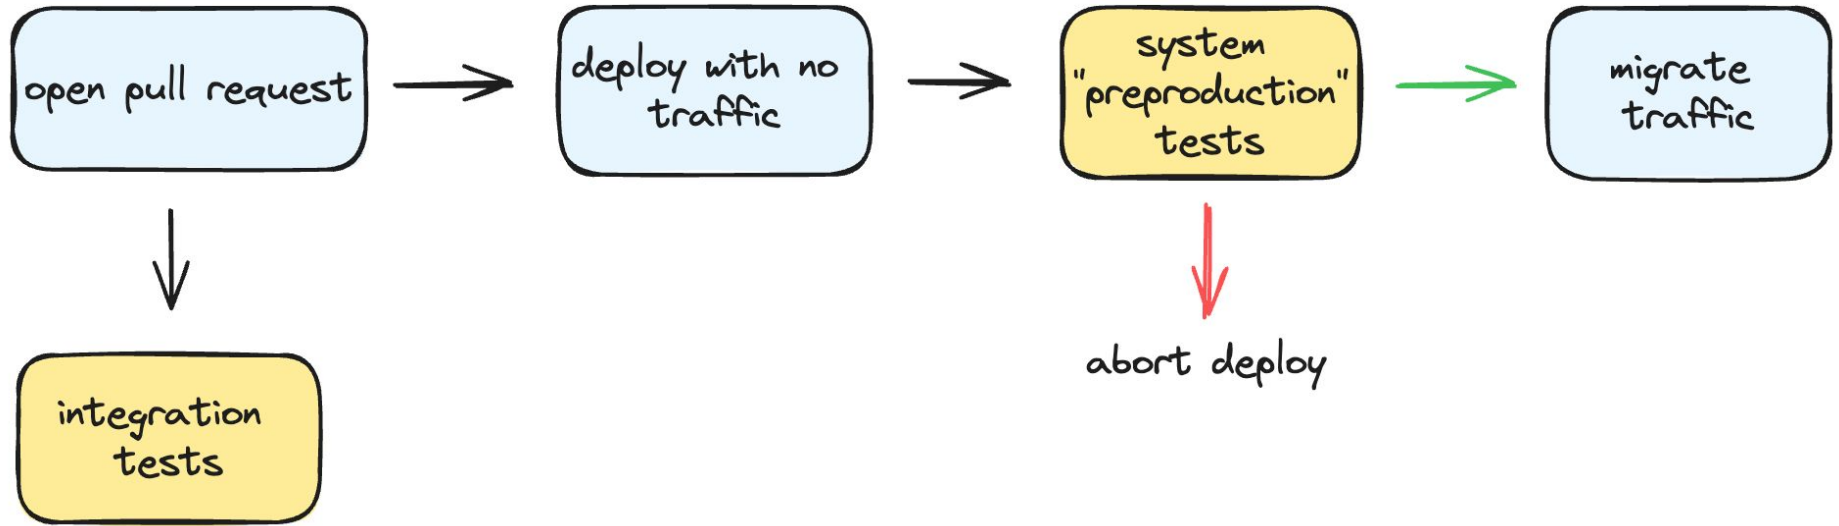 open pull request
deploy with no
traffic
system
"preproduction"
tests
migrate
traffic
abort deploy
integration
tests